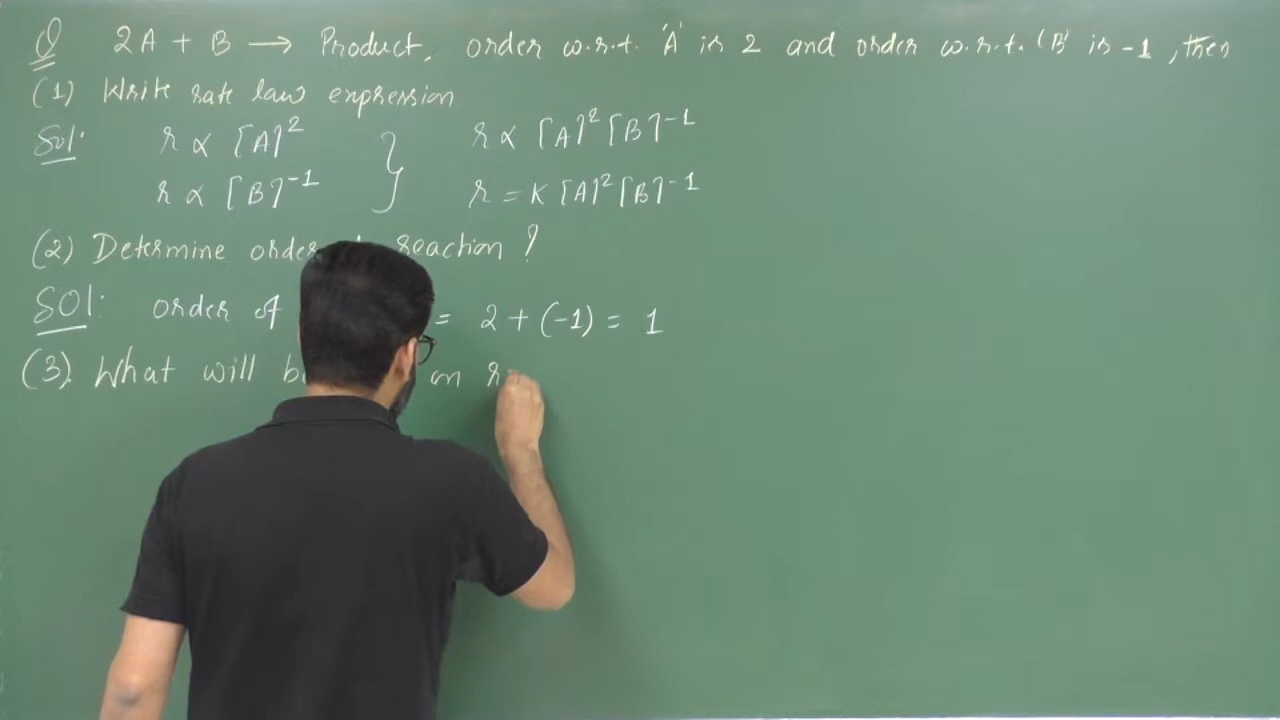 Q 2A + B → Product, order w.r.t. 'A' is 2 and order w.r.t. 'B' is -1, then
(1) Write rate law expression
Sol: r ∝ [A]² } r ∝ [A]²[B]⁻¹
r ∝ [B]⁻¹ r = K[A]²[B]⁻¹
(2) Determine order reaction?
SOl: order of = 2 + (-1) = 1
(3) What will on